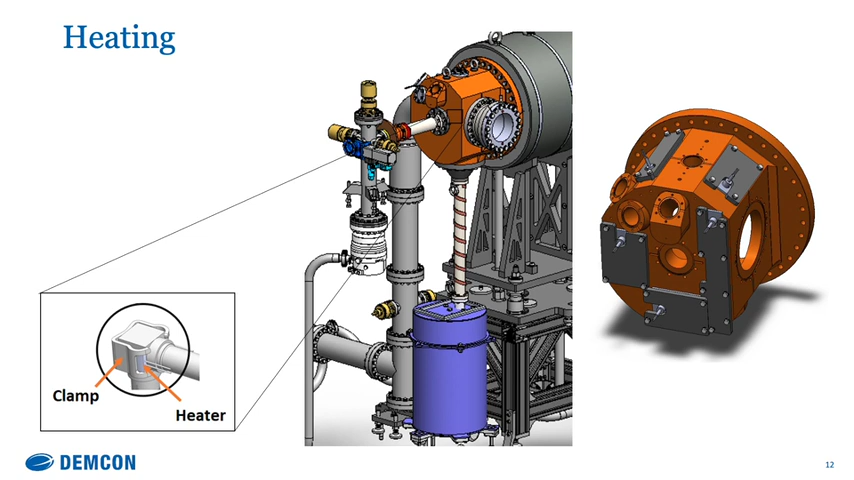 Heating
Clamp
Heater
DEMCON
12